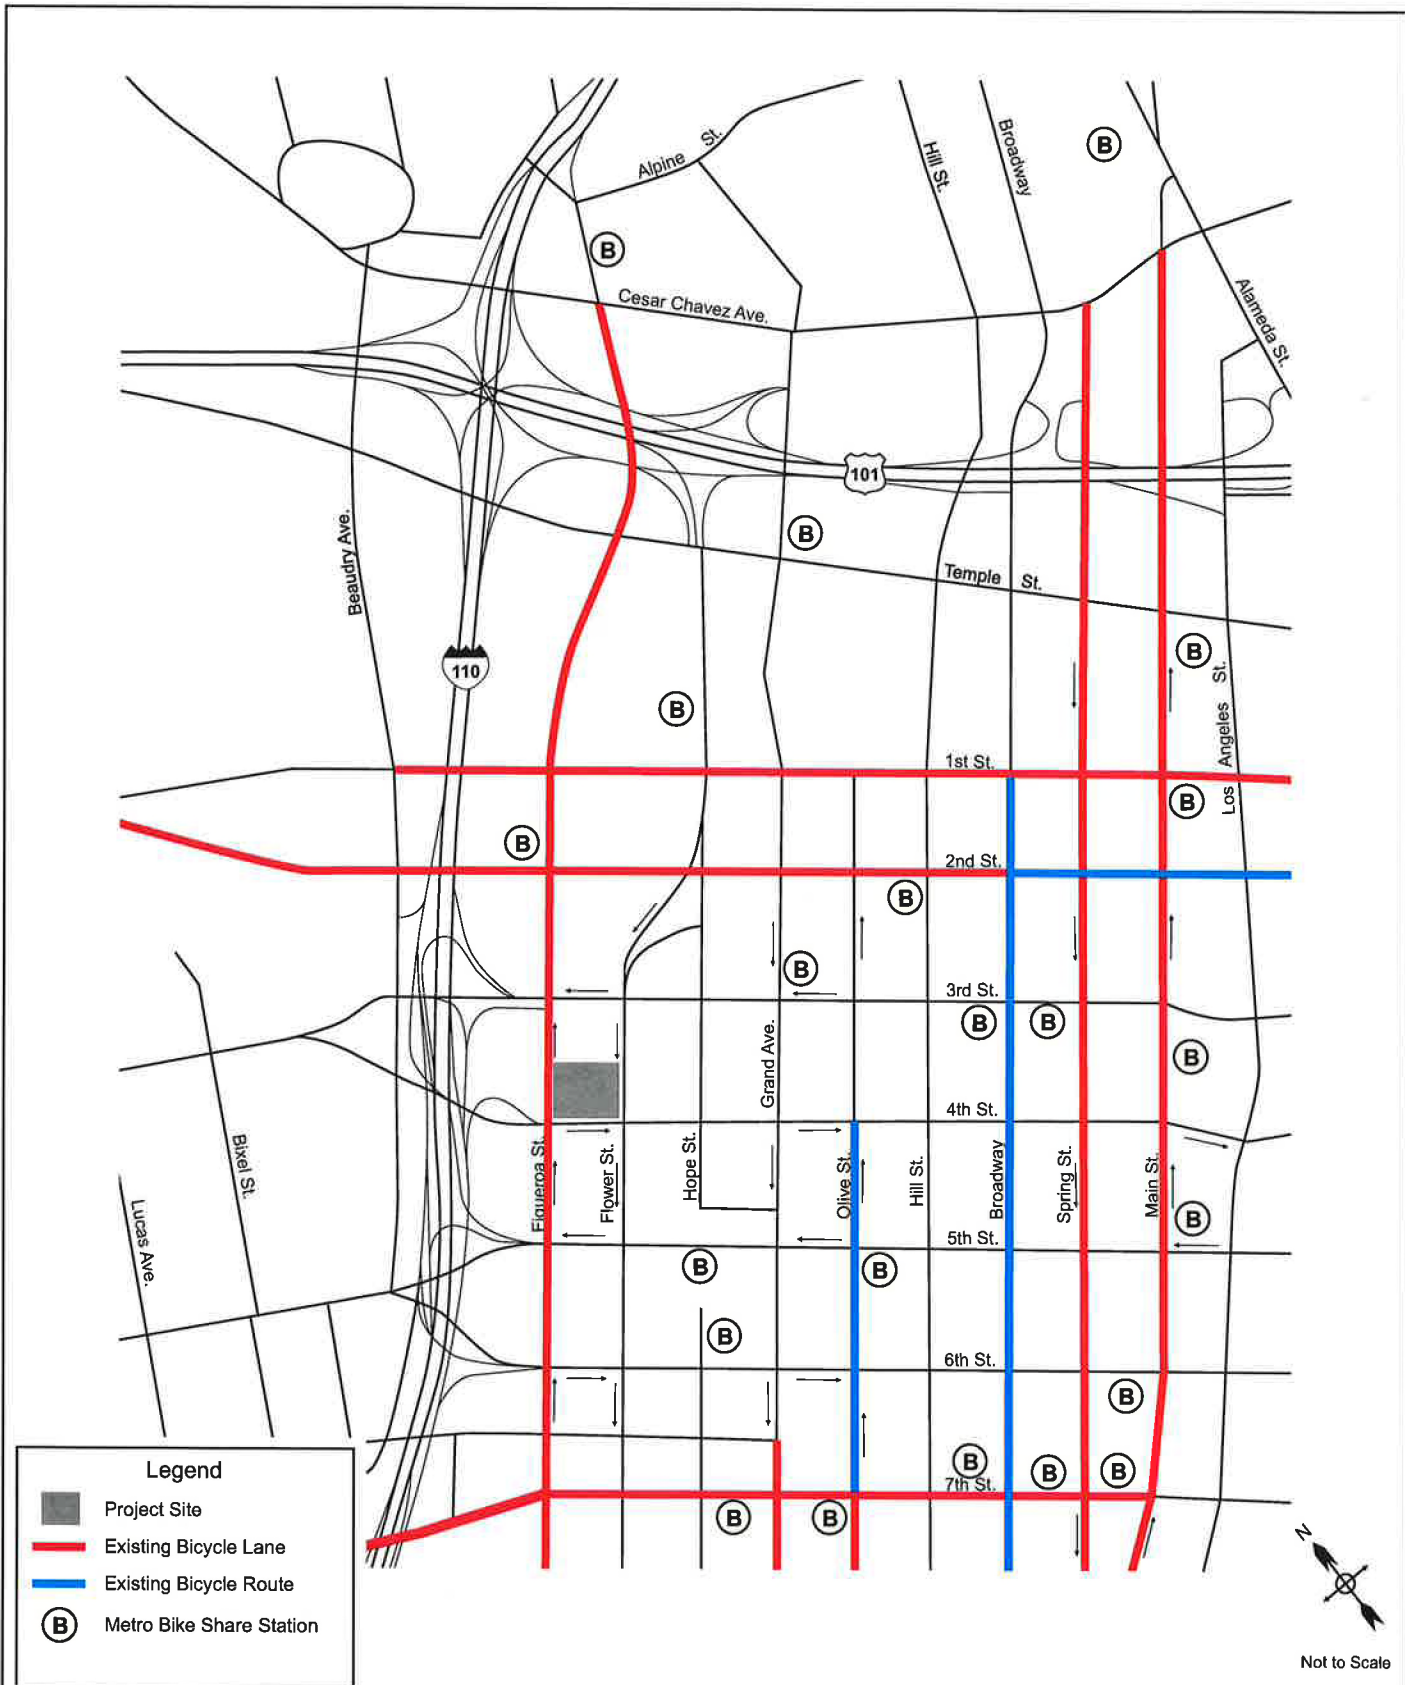 Alpine St.
Hill St.
Broadway
B
B
Cesar Chavez Ave.
Alameda St.
101
B
Beaudry Ave.
Temple St.
110
B
B
Los Angeles St.
1st St.
B
B
2nd St.
B
B
3rd St.
B
B
B
Grand Ave.
4th St.
Bixel St.
Lucas Ave.
Figueroa St.
Flower St.
Hope St.
Olive St.
Hill St.
Broadway
Spring St.
Main St.
B
5th St.
B
B
B
6th St.
B
B
B
B
7th St.
B
B
Legend
Project Site
Existing Bicycle Lane
Existing Bicycle Route
B Metro Bike Share Station
N
Not to Scale